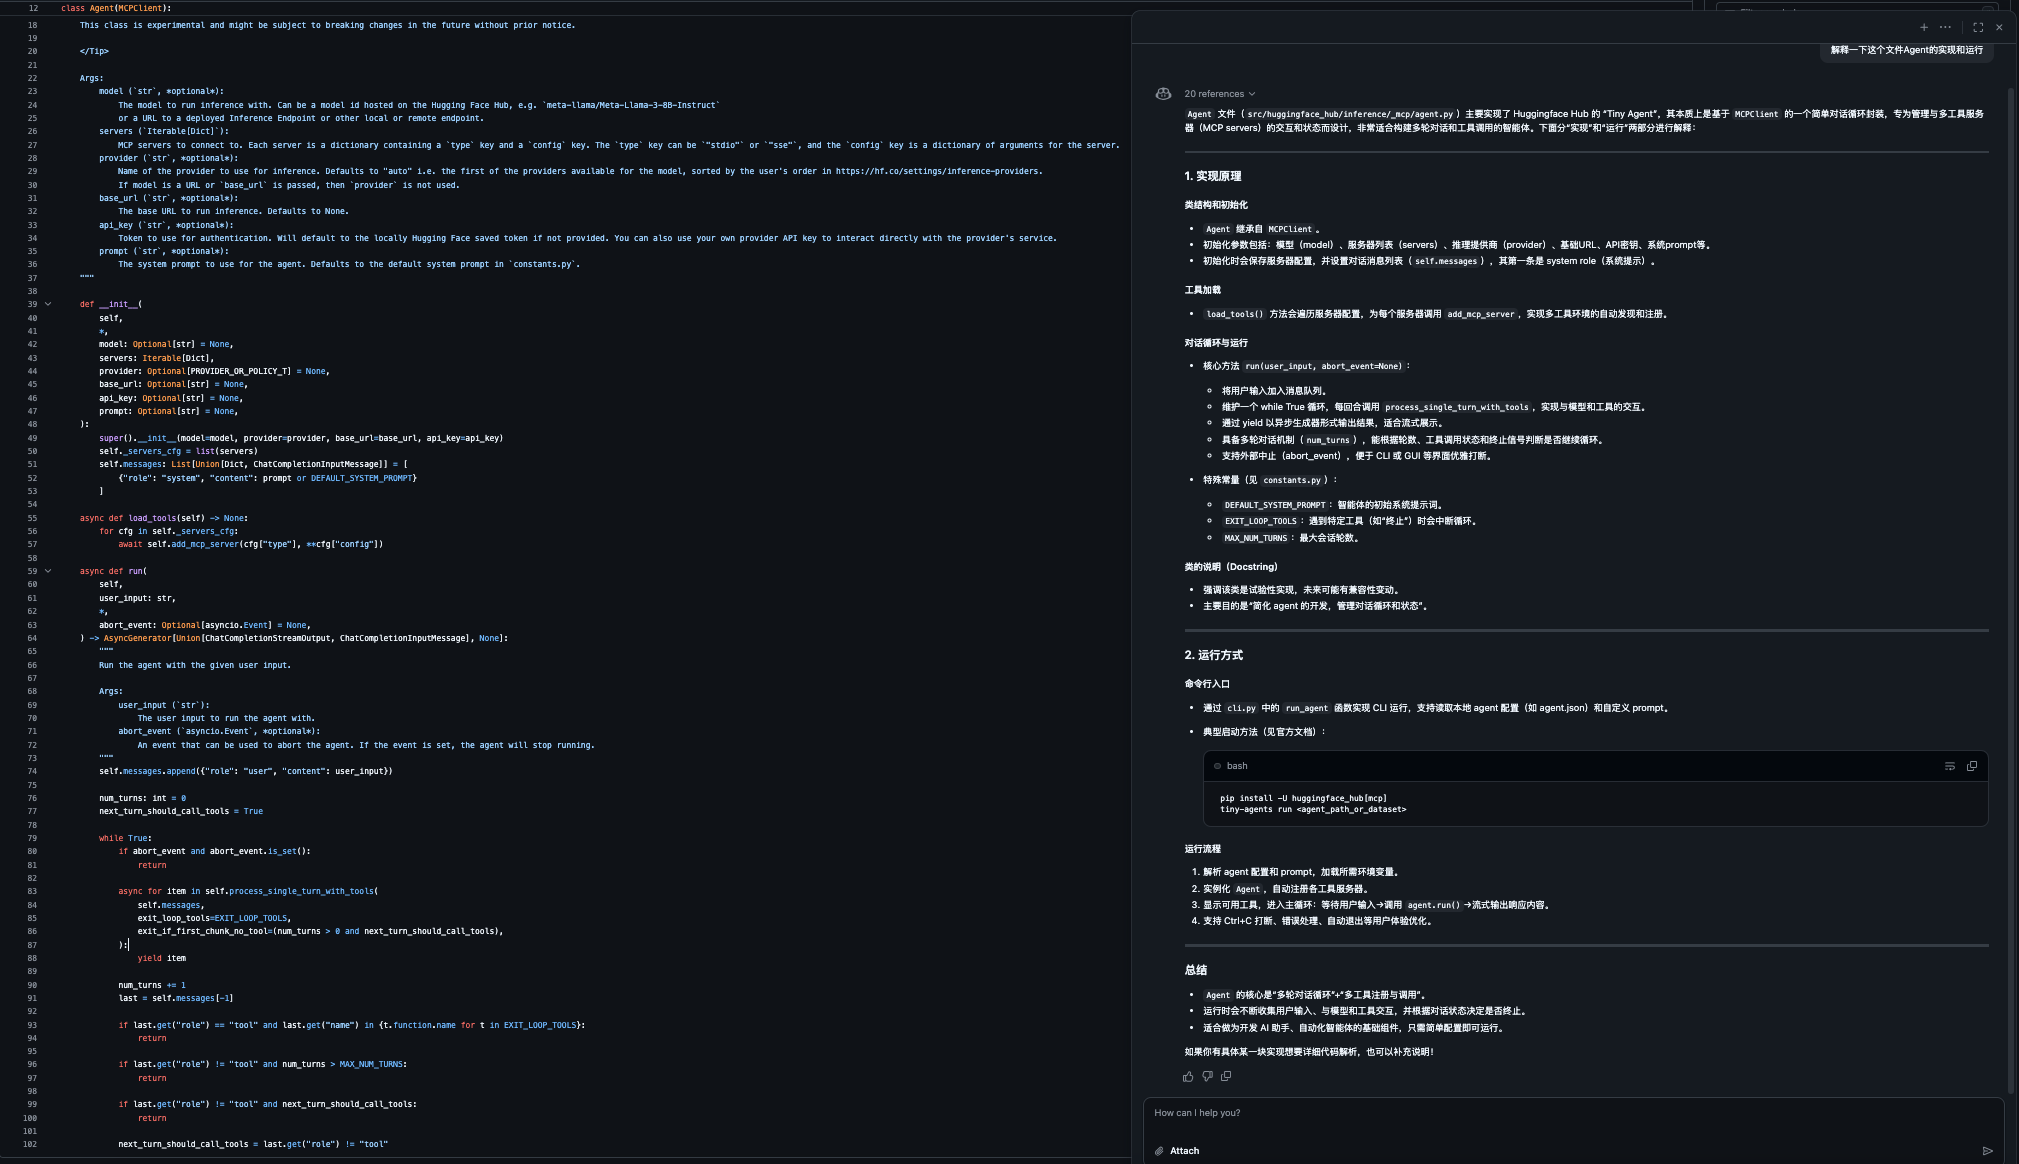 12 class Agent(MCPClient):
18 This class is experimental and might be subject to breaking changes in the future without prior notice.
19
20 </Tip>
21
22 Args:
23 model (`str`, *optional*):
24 The model to run inference with. Can be a model id hosted on the Hugging Face Hub, e.g. `meta-llama/Meta-Llama-3-8B-Instruct`
25 or a URL to a deployed Inference Endpoint or other local or remote endpoint.
26 servers (`Iterable[Dict]`):
27 MCP servers to connect to. Each server is a dictionary containing a `type` key and a `config` key. The `type` key can be `"stdio"` or `"sse"`, and the `config` key is a dictionary of arguments for the server.
28 provider (`str`, *optional*):
29 Name of the provider to use for inference. Defaults to "auto" i.e. the first of the providers available for the model, sorted by the user's order in https://hf.co/settings/inference-providers.
30 If model is a URL or `base_url` is passed, then `provider` is not used.
31 base_url (`str`, *optional*):
32 The base URL to run inference. Defaults to None.
33 api_key (`str`, *optional*):
34 Token to use for authentication. Will default to the locally Hugging Face saved token if not provided. You can also use your own provider API key to interact directly with the provider's service.
35 prompt (`str`, *optional*):
36 The system prompt to use for the agent. Defaults to the default system prompt in `constants.py`.
37 """
38
39 def __init__(
40 self,
41 *,
42 model: Optional[str] = None,
43 servers: Iterable[Dict],
44 provider: Optional[PROVIDER_OR_POLICY_T] = None,
45 base_url: Optional[str] = None,
46 api_key: Optional[str] = None,
47 prompt: Optional[str] = None,
48 ):
49 super().__init__(model=model, provider=provider, base_url=base_url, api_key=api_key)
50 self._servers_cfg = list(servers)
51 self.messages: List[Union[Dict, ChatCompletionInputMessage]] = [
52 {"role": "system", "content": prompt or DEFAULT_SYSTEM_PROMPT}
53 ]
54
55 async def load_tools(self) -> None:
56 for cfg in self._servers_cfg:
57 await self.add_mcp_server(cfg["type"], **cfg["config"])
58
59 async def run(
60 self,
61 user_input: str,
62 *,
63 abort_event: Optional[asyncio.Event] = None,
64 ) -> AsyncGenerator[Union[ChatCompletionStreamOutput, ChatCompletionInputMessage], None]:
65 """
66 Run the agent with the given user input.
67
68 Args:
69 user_input (`str`):
70 The user input to run the agent with.
71 abort_event (`asyncio.Event`, *optional*):
72 An event that can be used to abort the agent. If the event is set, the agent will stop running.
73 """
74 self.messages.append({"role": "user", "content": user_input})
75
76 num_turns: int = 0
77 next_turn_should_call_tools = True
78
79 while True:
80 if abort_event and abort_event.is_set():
81 return
82
83 async for item in self.process_single_turn_with_tools(
84 self.messages,
85 exit_loop_tools=EXIT_LOOP_TOOLS,
86 exit_if_first_chunk_no_tool=(num_turns > 0 and next_turn_should_call_tools),
87 ):
88 yield item
89
90 num_turns += 1
91 last = self.messages[-1]
92
93 if last.get("role") == "tool" and last.get("name") in {t.function.name for t in EXIT_LOOP_TOOLS}:
94 return
95
96 if last.get("role") != "tool" and num_turns > MAX_NUM_TURNS:
97 return
98
99 if last.get("role") != "tool" and next_turn_should_call_tools:
100 return
101
102 next_turn_should_call_tools = last.get("role") != "tool"
解释一下这个文件Agent的实现和运行
20 references
Agent 文件（ src/huggingface_hub/inference/_mcp/agent.py ）主要实现了 Huggingface Hub 的 “Tiny Agent”，其本质上是基于 MCPClient 的一个简单对话循环封装，专为管理与多工具服务
器（MCP servers）的交互和状态而设计，非常适合构建多轮对话和工具调用的智能体。下面分“实现”和“运行”两部分进行解释：
1. 实现原理
类结构和初始化
• Agent 继承自 MCPClient 。
• 初始化参数包括：模型（model）、服务器列表（servers）、推理提供商（provider）、基础URL、API密钥、系统prompt等。
• 初始化时会保存服务器配置，并设置对话消息列表（ self.messages ），其第一条是 system role（系统提示）。
工具加载
• load_tools() 方法会遍历服务器配置，为每个服务器调用 add_mcp_server ，实现多工具环境的自动发现和注册。
对话循环与运行
• 核心方法 run(user_input, abort_event=None) ：
◦ 将用户输入加入消息队列。
◦ 维护一个 while True 循环，每回合调用 process_single_turn_with_tools ，实现与模型和工具的交互。
◦ 通过 yield 以异步生成器形式输出结果，适合流式展示。
◦ 具备多轮对话机制（ num_turns ），能根据轮数、工具调用状态和终止信号判断是否继续循环。
◦ 支持外部中止（abort_event），便于 CLI 或 GUI 等界面优雅打断。
• 特殊常量（见 constants.py ）：
◦ DEFAULT_SYSTEM_PROMPT ：智能体的初始系统提示词。
◦ EXIT_LOOP_TOOLS ：遇到特定工具（如“终止”）时会中断循环。
◦ MAX_NUM_TURNS ：最大会话轮数。
类的说明（Docstring）
• 强调该类是试验性实现，未来可能有兼容性变动。
• 主要目的是“简化 agent 的开发，管理对话循环和状态”。
2. 运行方式
命令行入口
• 通过 cli.py 中的 run_agent 函数实现 CLI 运行，支持读取本地 agent 配置（如 agent.json）和自定义 prompt。
• 典型启动方法（见官方文档）：
bash
pip install -U huggingface_hub[mcp]
tiny-agents run <agent_path_or_dataset>
运行流程
1. 解析 agent 配置和 prompt，加载所需环境变量。
2. 实例化 Agent ，自动注册各工具服务器。
3. 显示可用工具，进入主循环：等待用户输入→调用 agent.run() →流式输出响应内容。
4. 支持 Ctrl+C 打断、错误处理、自动退出等用户体验优化。
总结
• Agent 的核心是“多轮对话循环”+“多工具注册与调用”。
• 运行时会不断收集用户输入、与模型和工具交互，并根据对话状态决定是否终止。
• 适合做为开发 AI 助手、自动化智能体的基础组件，只需简单配置即可运行。
如果你有具体某一块实现想要详细代码解析，也可以补充说明！
How can I help you?
Attach